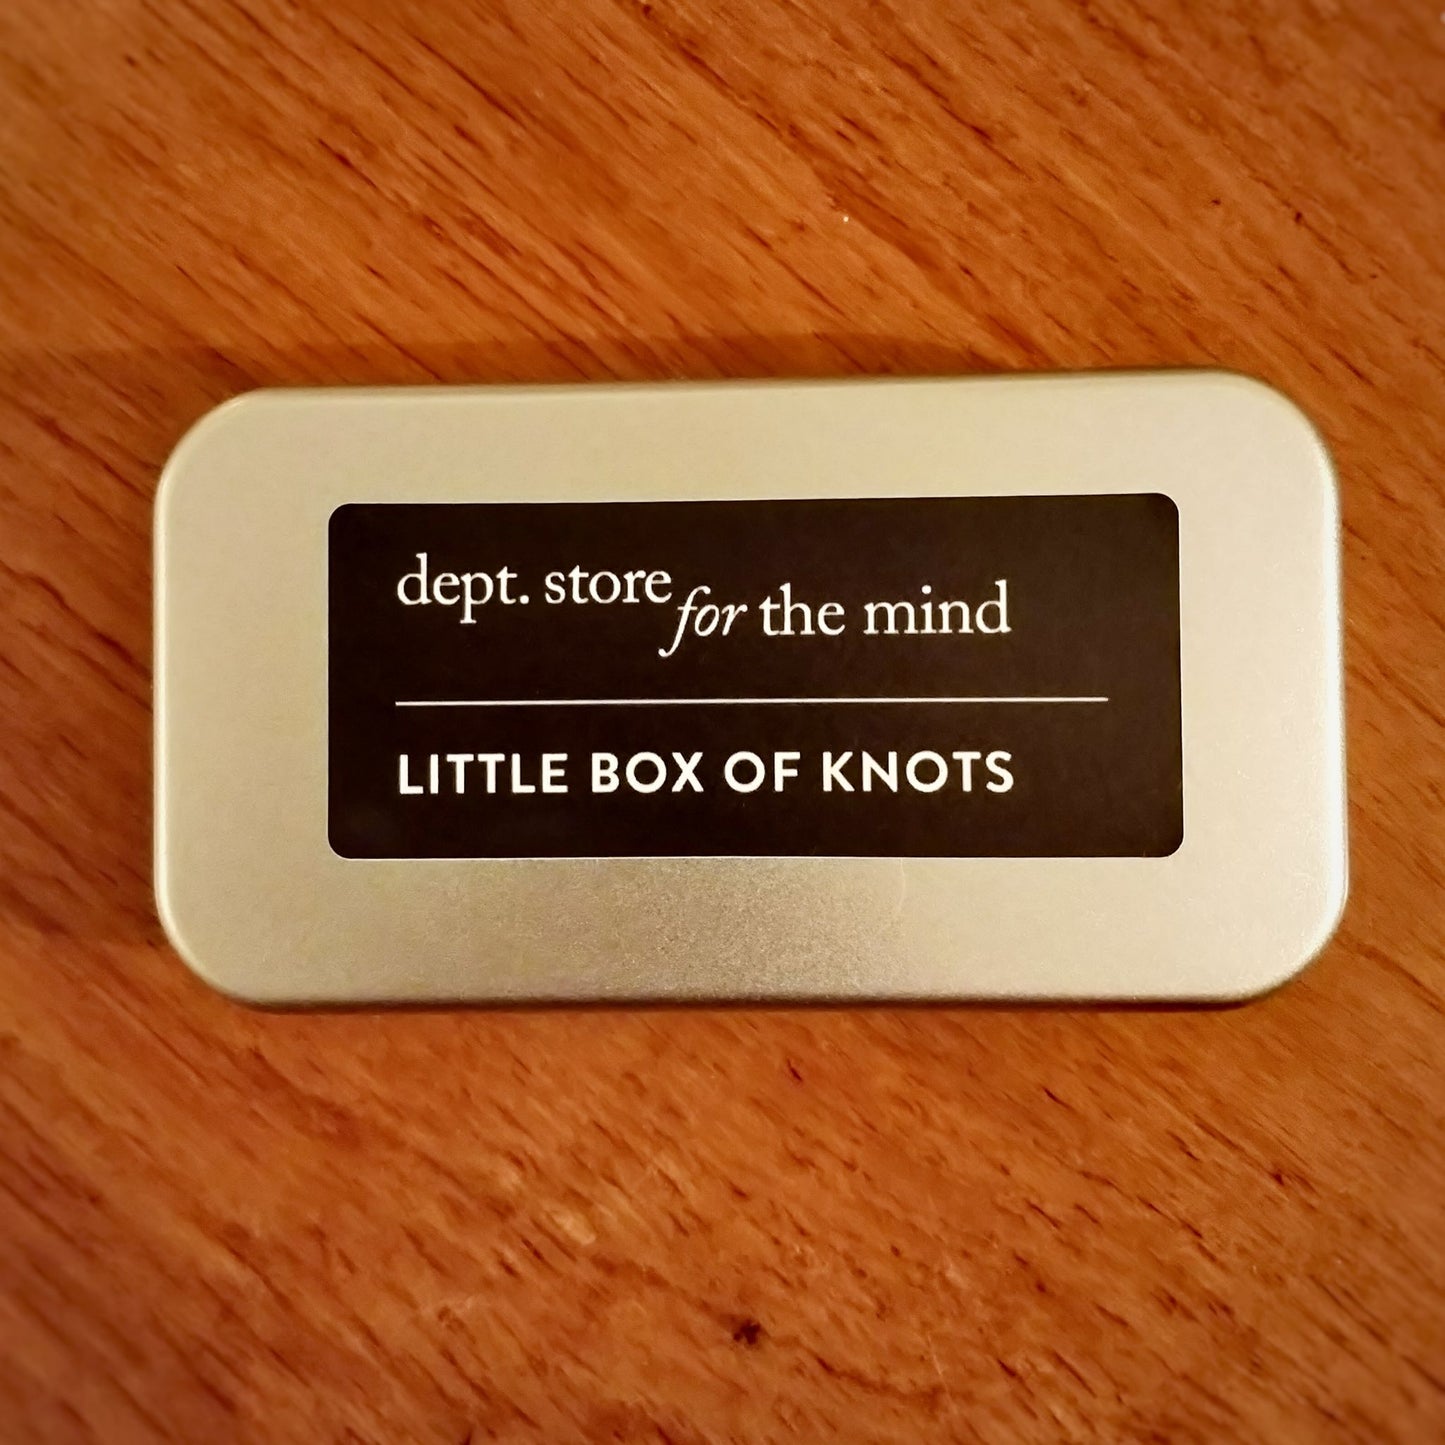 dept. store for the mind
LITTLE BOX OF KNOTS